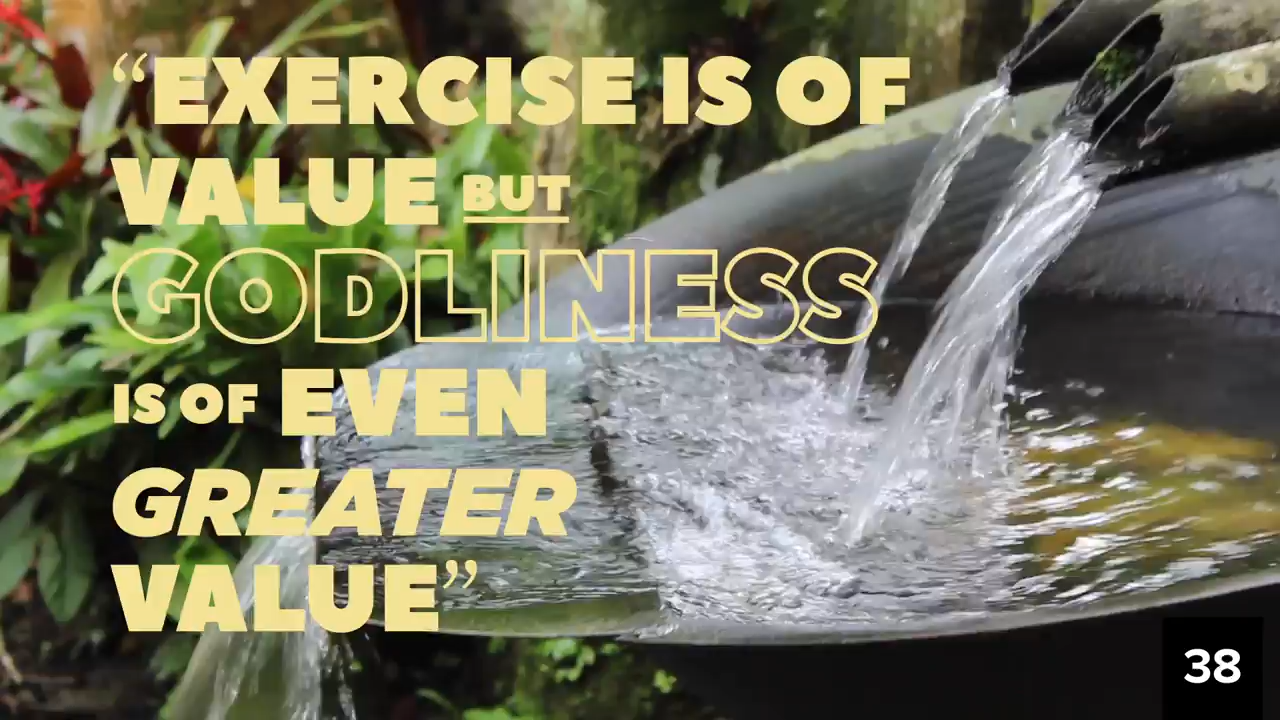 “EXERCISE IS OF
VALUE BUT
GODLINESS
IS OF EVEN
GREATER
VALUE”
38